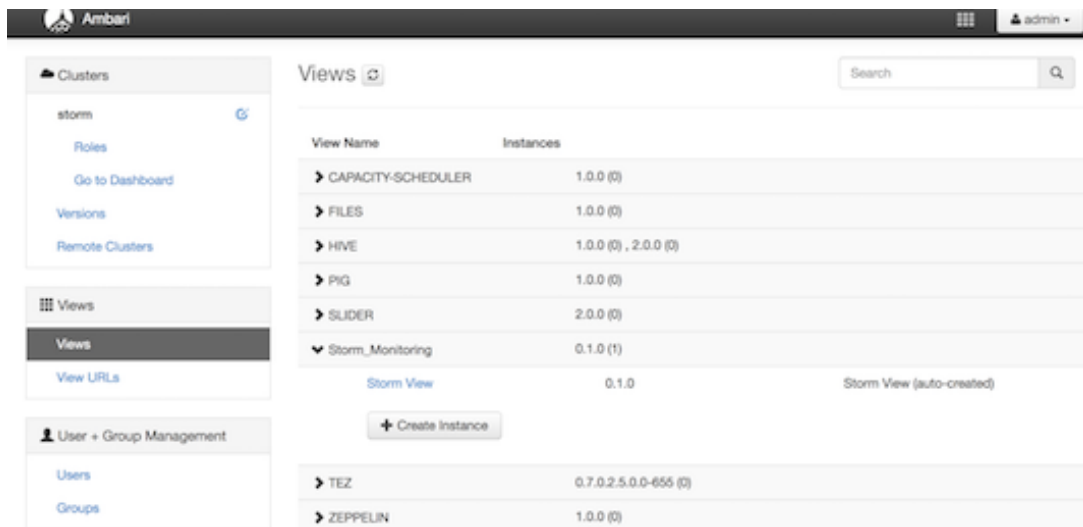 Ambari
admin
Clusters
storm
Roles
Go to Dashboard
Versions
Remote Clusters
Views
Views
View URLs
User + Group Management
Users
Groups
Views
Search
View Name Instances
CAPACITY-SCHEDULER 1.0.0 (0)
FILES 1.0.0 (0)
HIVE 1.0.0 (0) , 2.0.0 (0)
PIG 1.0.0 (0)
SLIDER 2.0.0 (0)
Storm_Monitoring 0.1.0 (1)
Storm View 0.1.0 Storm View (auto-created)
Create Instance
TEZ 0.7.0.2.5.0.0-655 (0)
ZEPPELIN 1.0.0 (0)